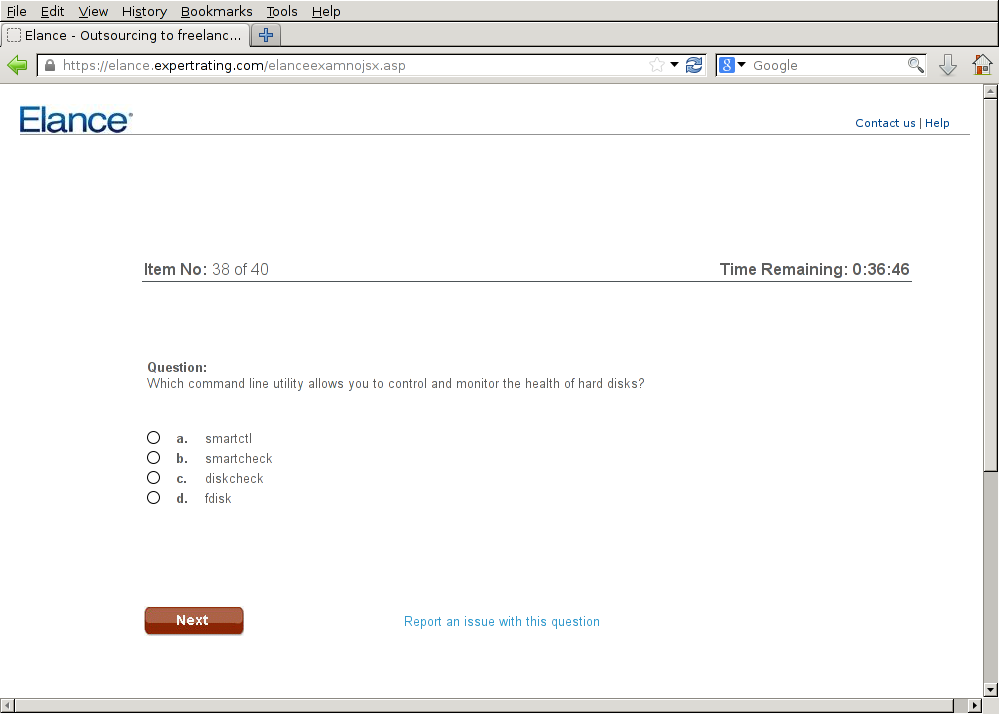 File Edit View History Bookmarks Tools Help
Elance - Outsourcing to freelanc...
https://elance.expertrating.com/elanceexamnojsx.asp
8 Google
Elance
Contact us | Help
Item No: 38 of 40
Time Remaining: 0:36:46
Question:
Which command line utility allows you to control and monitor the health of hard disks?
a. smartctl
b. smartcheck
c. diskcheck
d. fdisk
Next
Report an issue with this question